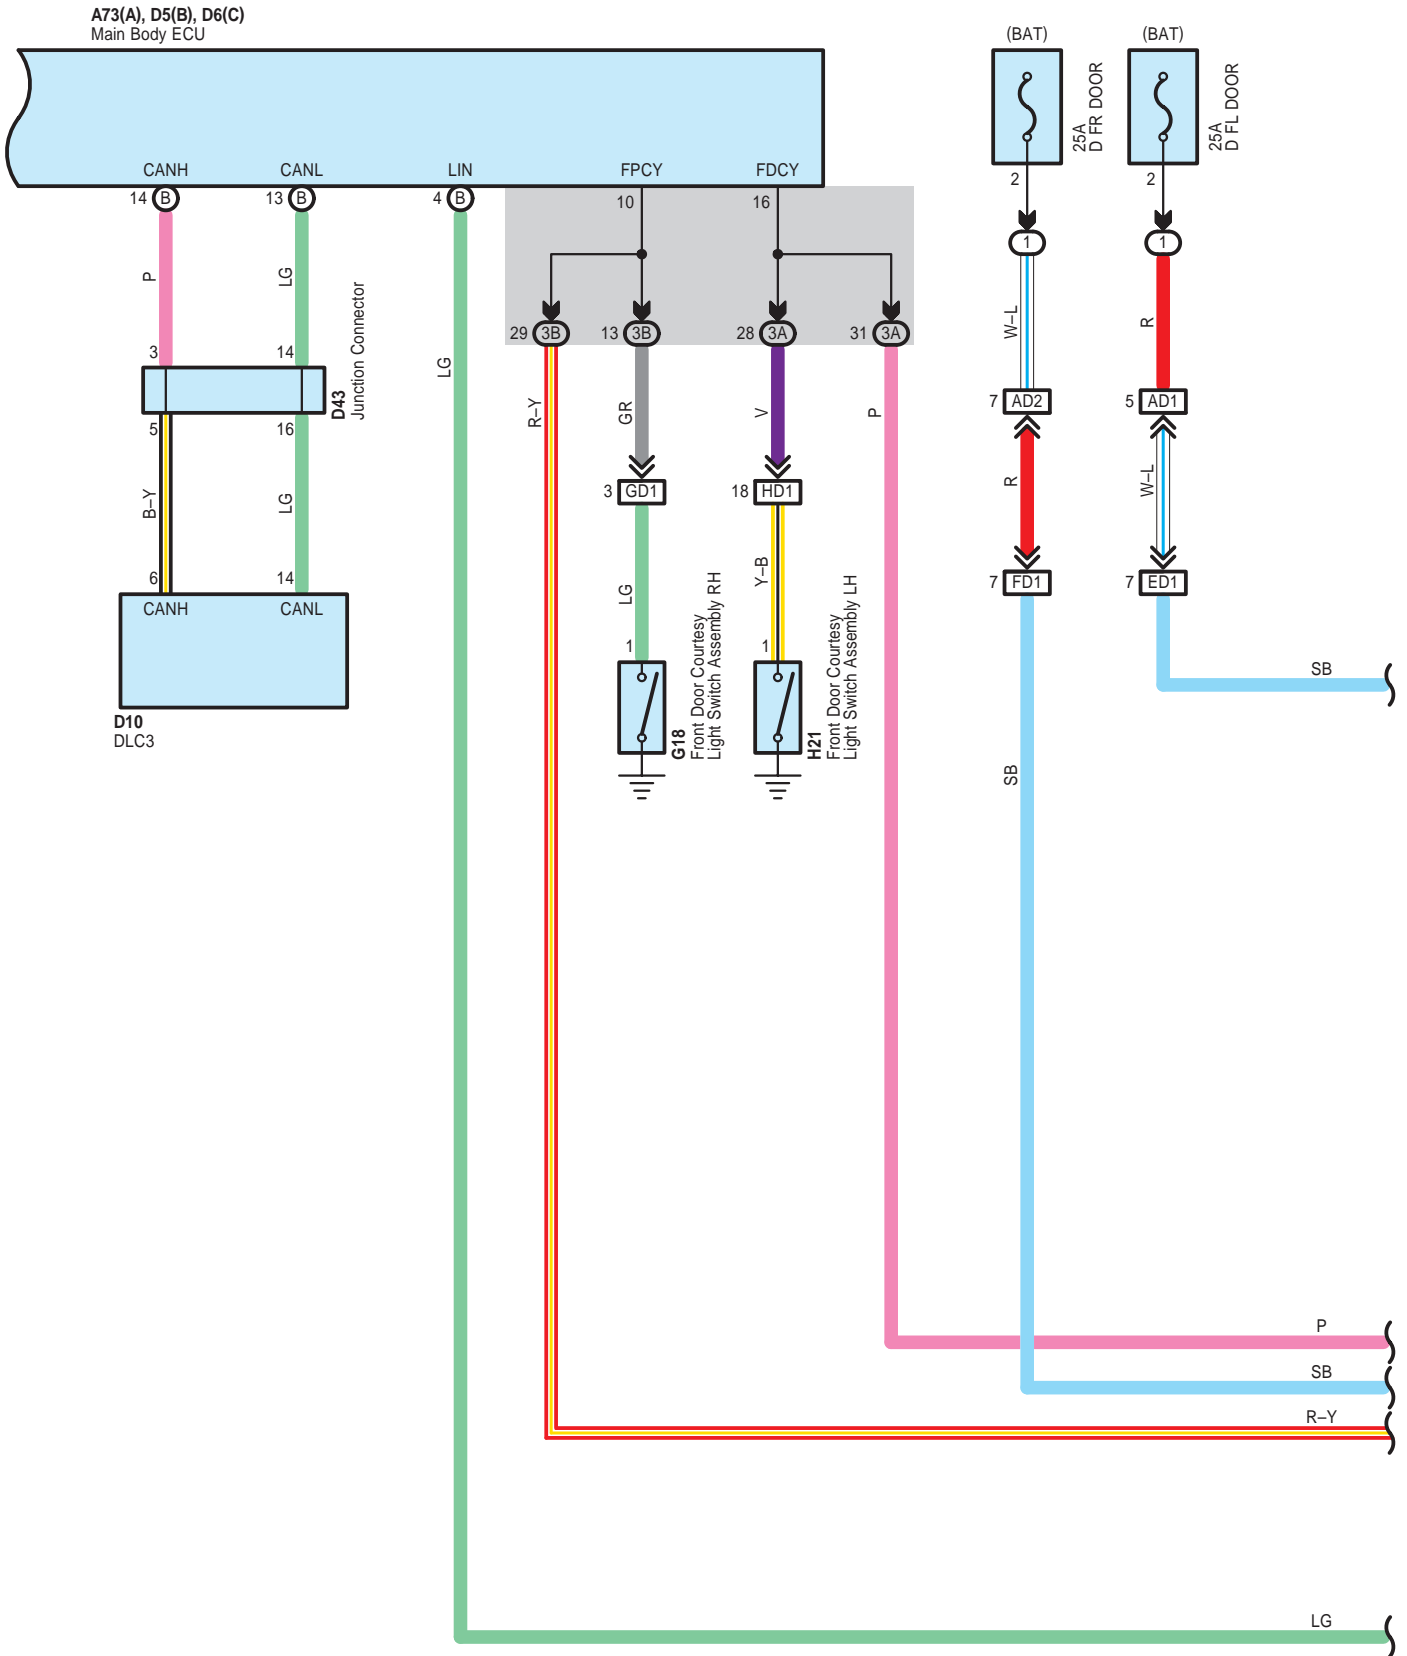 A73(A), D5(B), D6(C)
Main Body ECU
(BAT)
(BAT)
25A
D FR DOOR
25A
D FL DOOR
CANH
CANL
LIN
FPCY
FDCY
14 B
13 B
4 B
10
16
2
2
1
1
P
LG
Junction Connector
D43
LG
29 3B
13 3B
28 3A
31 3A
W–L
R
3
14
R–Y
GR
V
P
7 AD2
5 AD1
5
16
B–Y
LG
3 GD1
18 HD1
R
W–L
6
14
CANH
CANL
LG
Y–B
7 FD1
7 ED1
1
1
SB
D10
DLC3
G18
Front Door Courtesy
Light Switch Assembly RH
H21
Front Door Courtesy
Light Switch Assembly LH
SB
P
SB
R–Y
LG